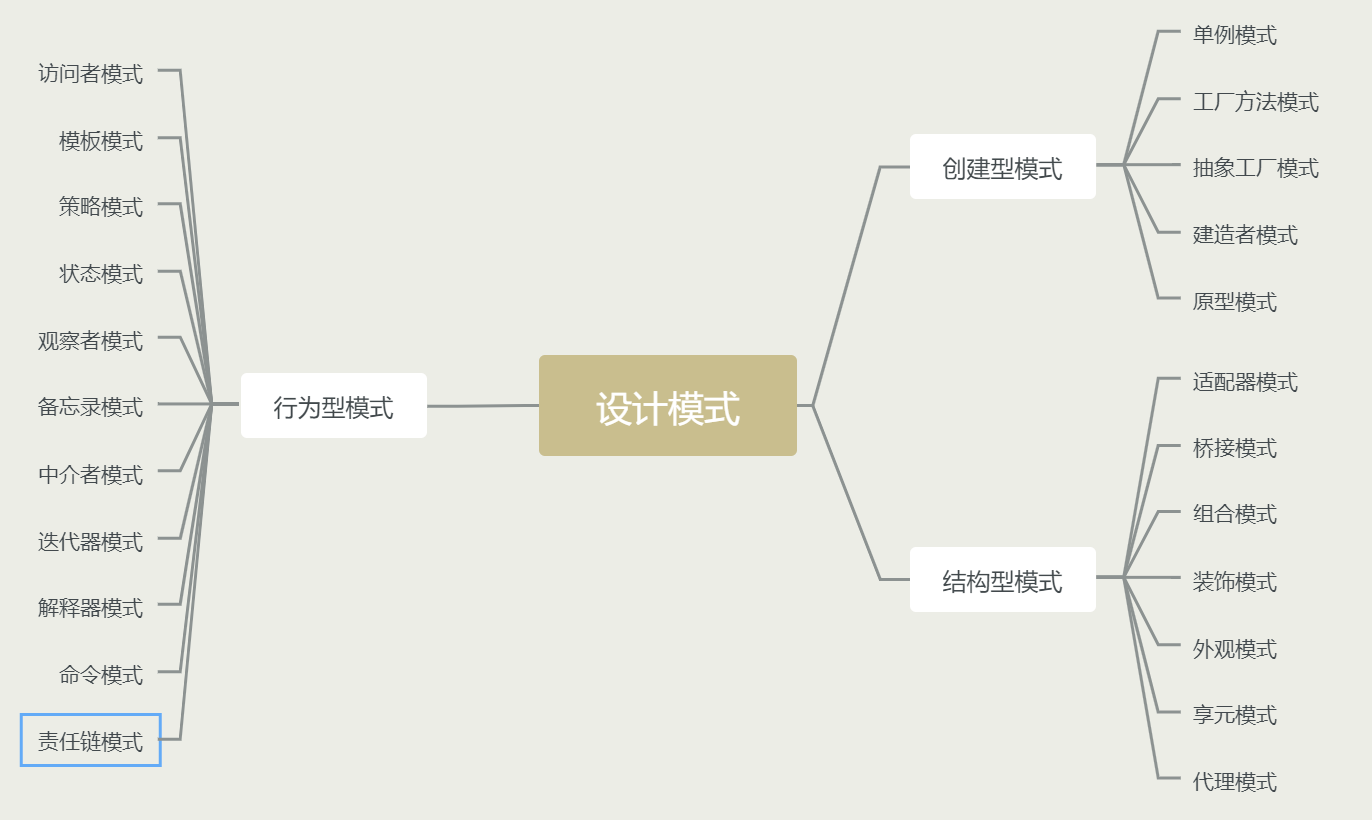 设计模式
创建型模式
单例模式
工厂方法模式
抽象工厂模式
建造者模式
原型模式
结构型模式
适配器模式
桥接模式
组合模式
装饰模式
外观模式
享元模式
代理模式
行为型模式
访问者模式
模板模式
策略模式
状态模式
观察者模式
备忘录模式
中介者模式
迭代器模式
解释器模式
命令模式
责任链模式